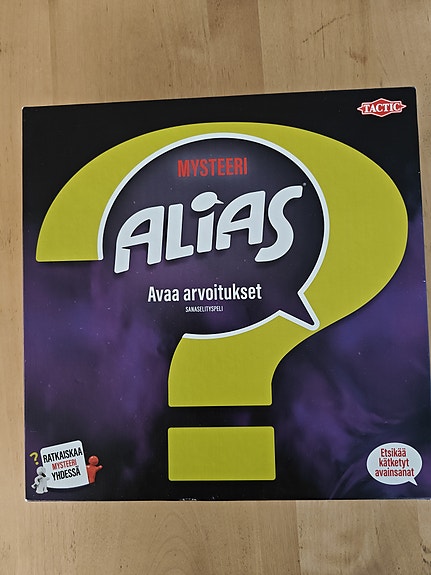 TACTIC
MYSTEERI
ALIAS
Avaa arvoitukset
SANASELITYSPELI
?
RATKAISKAA
MYSTEERI
YHDESSÄ
Etsikää
kätketyt
avainsanat